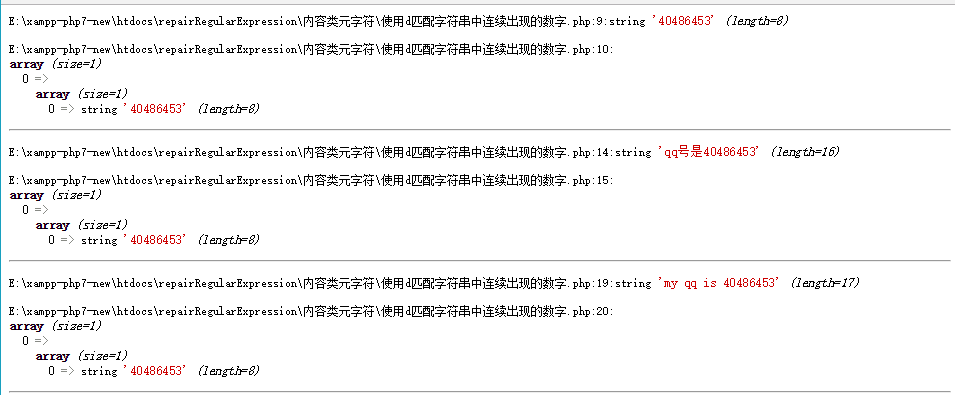 E:\xampp-php7-new\htdocs\repairRegularExpression\内容类元字符\使用d匹配字符串中连续出现的数字.php:9:string '40486453' (length=8)
E:\xampp-php7-new\htdocs\repairRegularExpression\内容类元字符\使用d匹配字符串中连续出现的数字.php:10:
array (size=1)
0 =>
array (size=1)
0 => string '40486453' (length=8)
E:\xampp-php7-new\htdocs\repairRegularExpression\内容类元字符\使用d匹配字符串中连续出现的数字.php:14:string 'qq号是40486453' (length=16)
E:\xampp-php7-new\htdocs\repairRegularExpression\内容类元字符\使用d匹配字符串中连续出现的数字.php:15:
array (size=1)
0 =>
array (size=1)
0 => string '40486453' (length=8)
E:\xampp-php7-new\htdocs\repairRegularExpression\内容类元字符\使用d匹配字符串中连续出现的数字.php:19:string 'my qq is 40486453' (length=17)
E:\xampp-php7-new\htdocs\repairRegularExpression\内容类元字符\使用d匹配字符串中连续出现的数字.php:20:
array (size=1)
0 =>
array (size=1)
0 => string '40486453' (length=8)